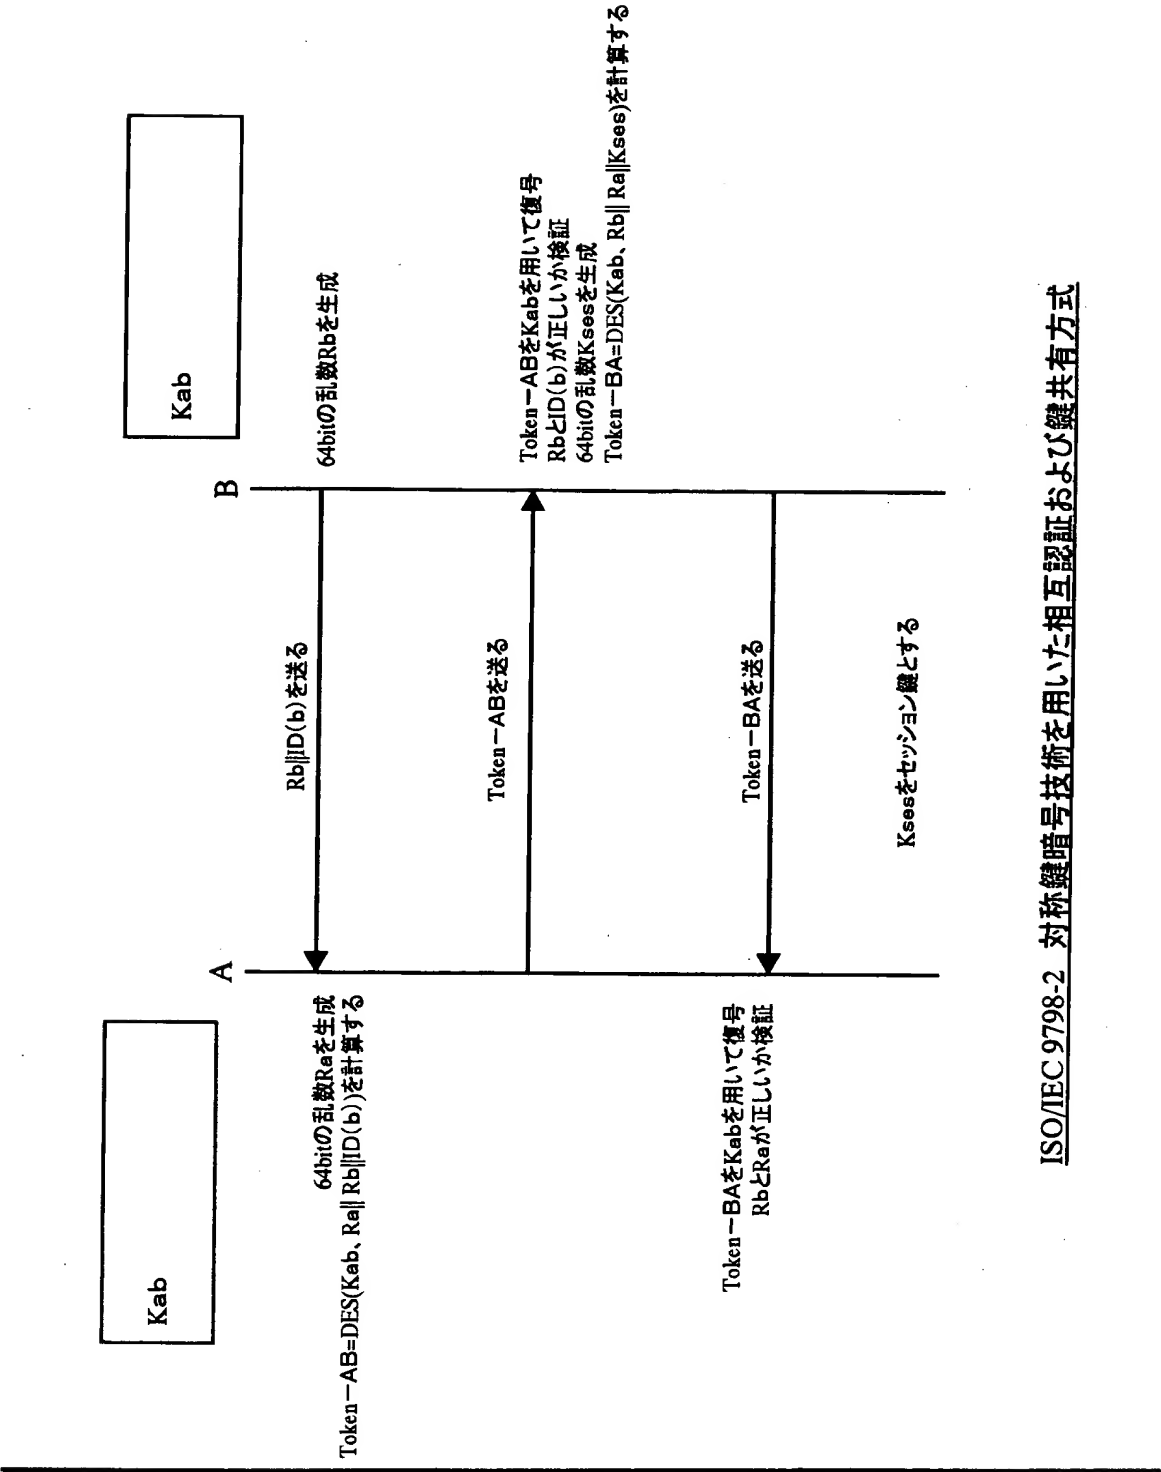 Kab
Kab
A
B
64bitの乱数Rbを生成
Rb||ID(b)を送る
64bitの乱数Raを生成
Token-AB=DES(Kab、Ra|| Rb||ID(b))を計算する
Token-ABを送る
Token-ABをKabを用いて復号
RbとID(b)が正しいか検証
64bitの乱数Ksesを生成
Token-BA=DES(Kab、Rb|| Ra||Kses)を計算する
Token-BAを送る
Token-BAをKabを用いて復号
RbとRaが正しいか検証
Ksesをセッション鍵とする
ISO/IEC 9798-2 対称鍵暗号技術を用いた相互認証および鍵共有方式